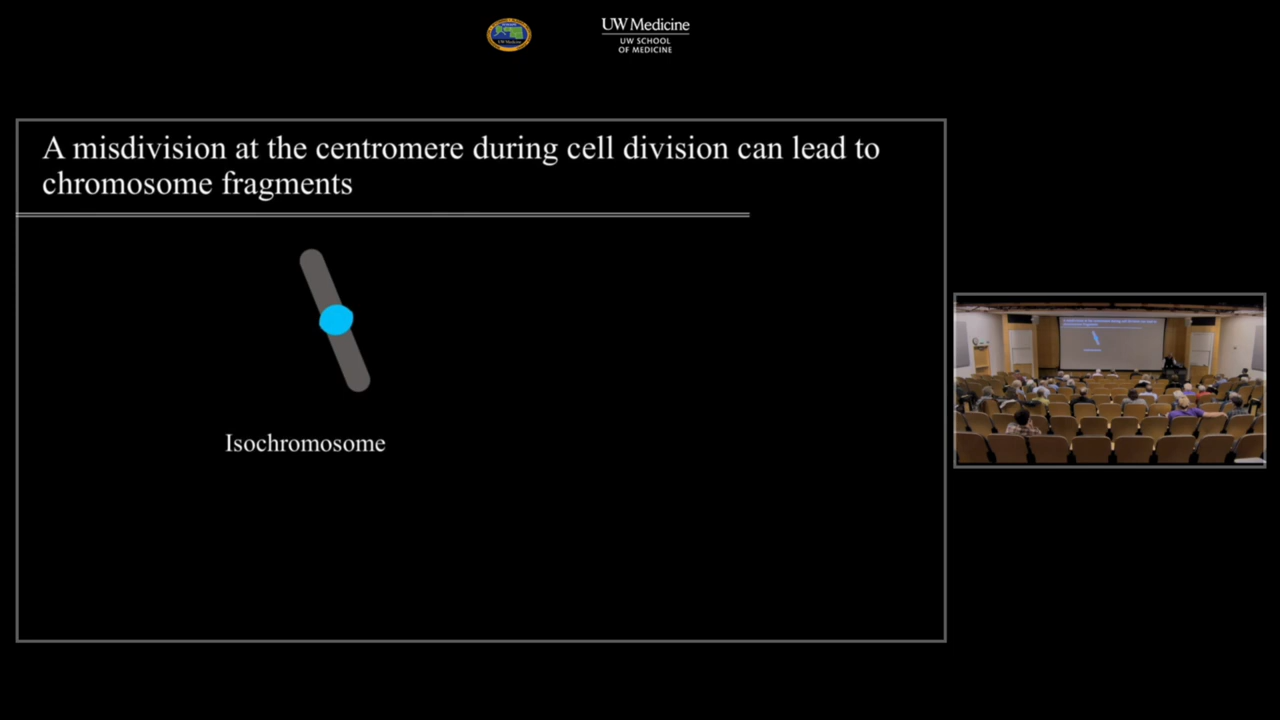 UW Medicine
UW SCHOOL
OF MEDICINE
A misdivision at the centromere during cell division can lead to
chromosome fragments
Isochromosome